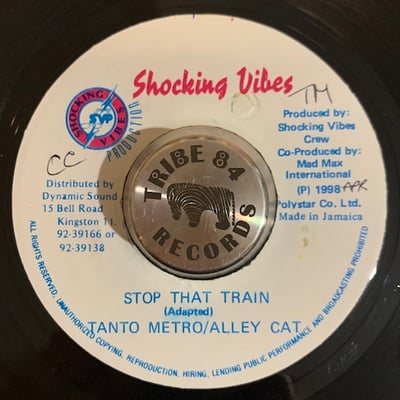 Shocking Vibes
SHOCKING VIBES
SVP
PRODUCTION
TM
CC
Produced by:
Shocking Vibes
Crew
Co-Produced by:
Mad Max
International
(P) 1998 APR
Polystar Co. Ltd.
Made in Jamaica
Distributed by
Dynamic Sound
15 Bell Road
Kingston 11.
92-39166 or
92-39138
TRIBE 84
RECORDS
STOP THAT TRAIN
(Adapted)
TANTO METRO/ALLEY CAT
ALL RIGHTS RESERVED, UNAUTHORIZED COPYING, REPRODUCTION, HIRING, LENDING PUBLIC PERFORMANCE AND BROADCASTING PROHIBITED